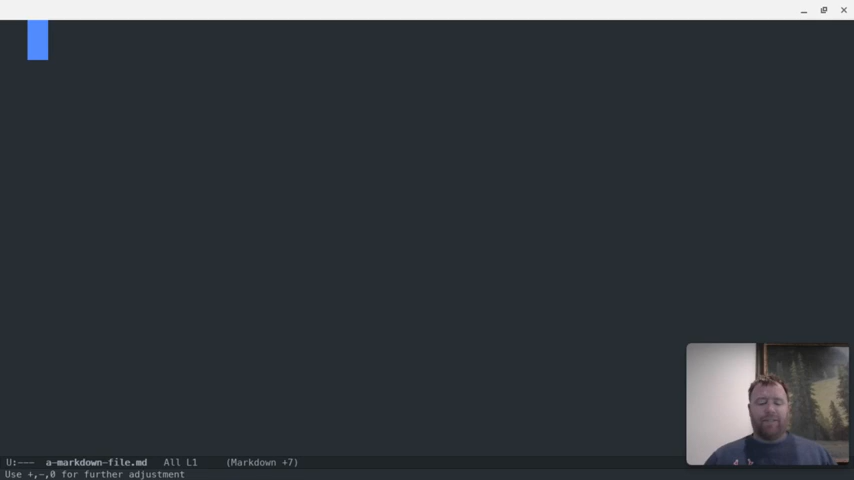 U:--- a-markdown-file.md All L1 (Markdown +7)
Use +,-,0 for further adjustment